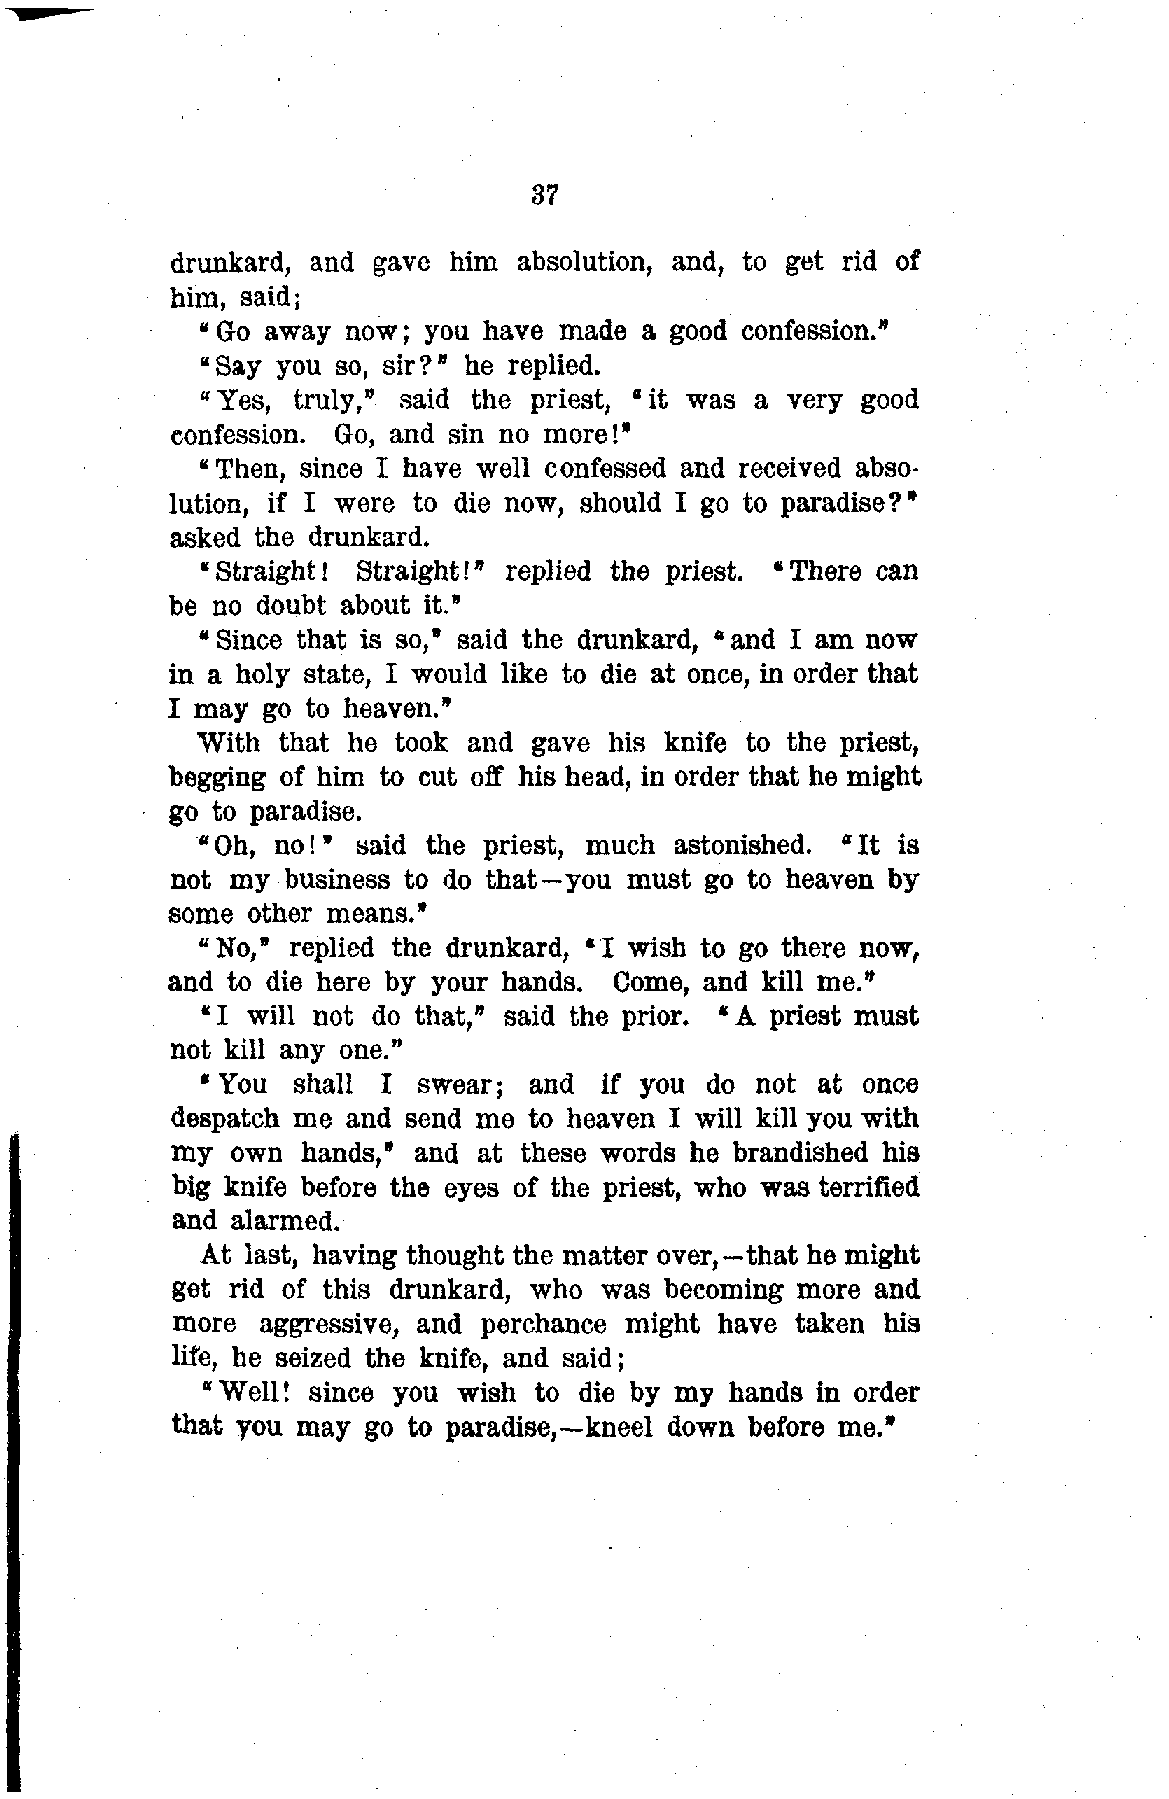 37
drunkard, and gave him absolution, and, to get rid of
him, said;
"Go away now; you have made a good confession."
"Say you so, sir?" he replied.
"Yes, truly," said the priest, "it was a very good
confession. Go, and sin no more!"
"Then, since I have well confessed and received abso-
lution, if I were to die now, should I go to paradise?"
asked the drunkard.
"Straight! Straight!" replied the priest. "There can
be no doubt about it."
"Since that is so," said the drunkard, "and I am now
in a holy state, I would like to die at once, in order that
I may go to heaven."
With that he took and gave his knife to the priest,
begging of him to cut off his head, in order that he might
go to paradise.
"Oh, no!" said the priest, much astonished. "It is
not my business to do that—you must go to heaven by
some other means."
"No," replied the drunkard, "I wish to go there now,
and to die here by your hands. Come, and kill me."
"I will not do that," said the prior. "A priest must
not kill any one."
"You shall I swear; and if you do not at once
despatch me and send me to heaven I will kill you with
my own hands," and at these words he brandished his
big knife before the eyes of the priest, who was terrified
and alarmed.
At last, having thought the matter over,—that he might
get rid of this drunkard, who was becoming more and
more aggressive, and perchance might have taken his
life, he seized the knife, and said;
"Well! since you wish to die by my hands in order
that you may go to paradise,—kneel down before me."